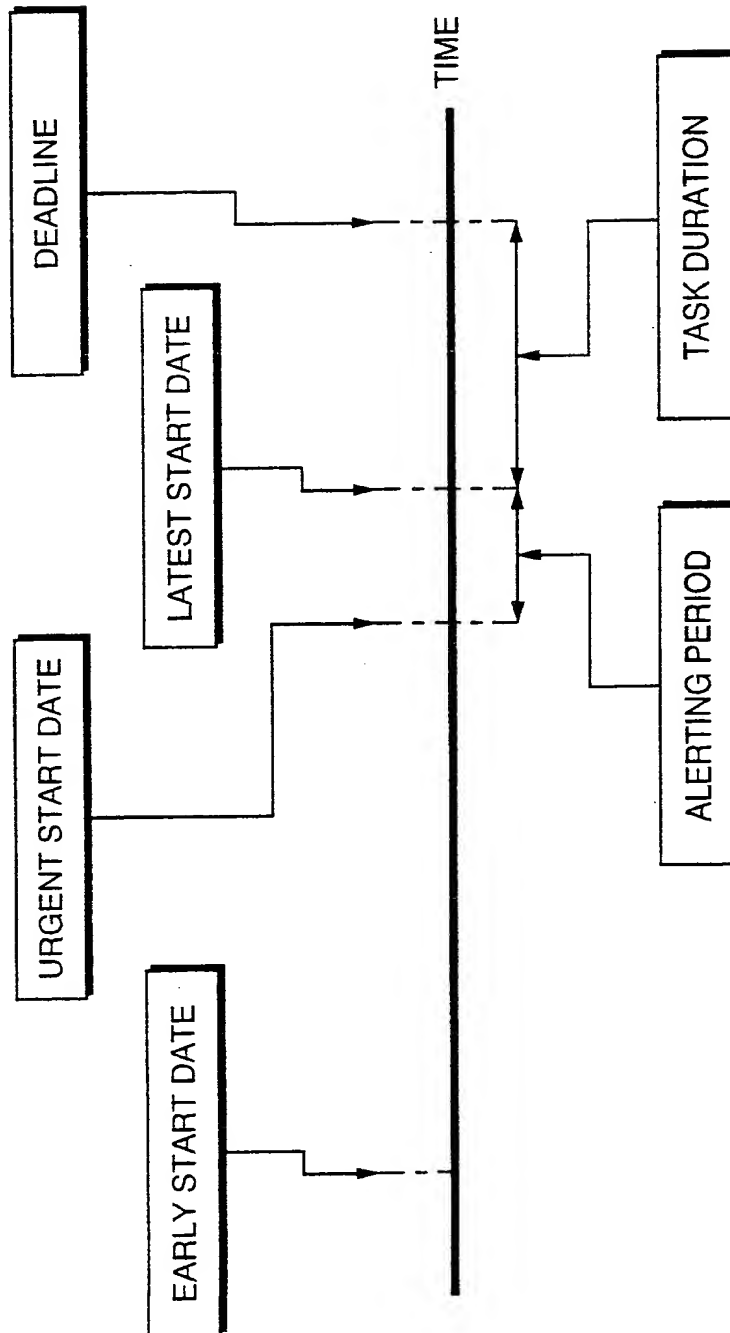 DEADLINE
URGENT START DATE
LATEST START DATE
EARLY START DATE
TIME
TASK DURATION
ALERTING PERIOD